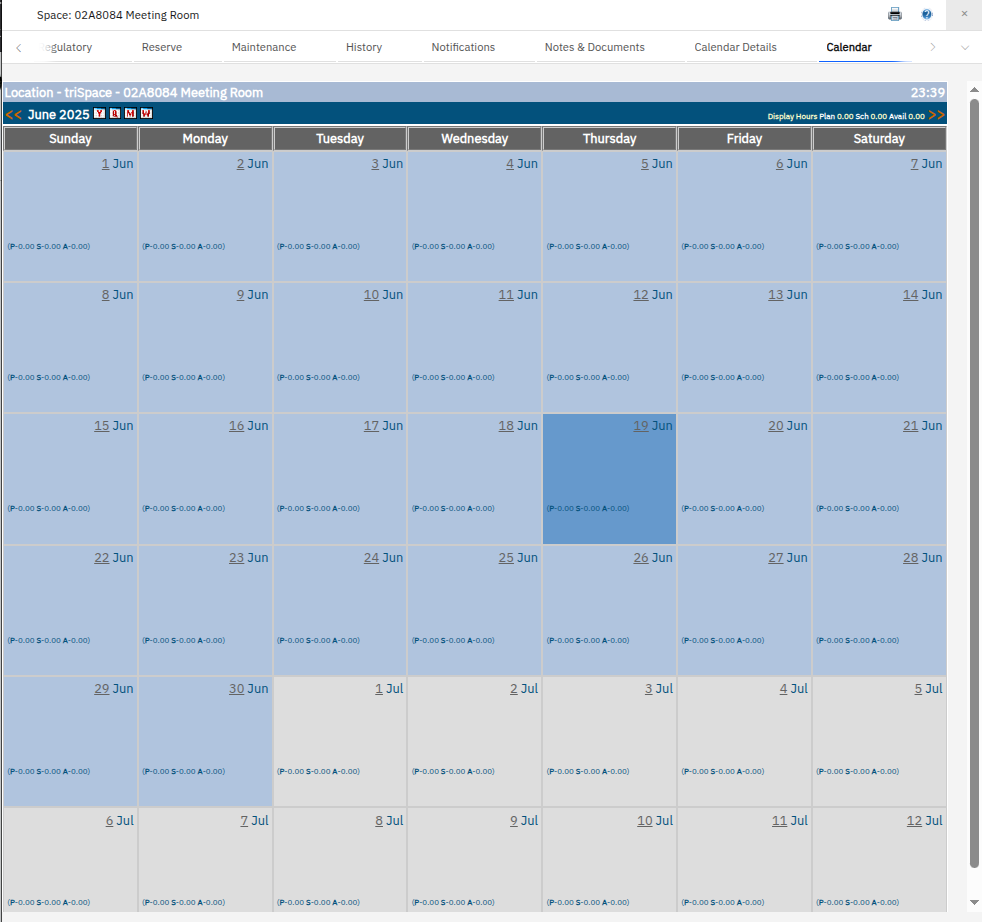 Space: 02A8084 Meeting Room
egulatory Reserve Maintenance History Notifications Notes & Documents Calendar Details Calendar
Location - triSpace - 02A8084 Meeting Room 23:39
<< June 2025 Y Q M W Display Hours Plan 0.00 Sch 0.00 Avail 0.00 >>
Sunday Monday Tuesday Wednesday Thursday Friday Saturday
1 Jun 2 Jun 3 Jun 4 Jun 5 Jun 6 Jun 7 Jun
(P-0.00 S-0.00 A-0.00) (P-0.00 S-0.00 A-0.00) (P-0.00 S-0.00 A-0.00) (P-0.00 S-0.00 A-0.00) (P-0.00 S-0.00 A-0.00) (P-0.00 S-0.00 A-0.00) (P-0.00 S-0.00 A-0.00)
8 Jun 9 Jun 10 Jun 11 Jun 12 Jun 13 Jun 14 Jun
(P-0.00 S-0.00 A-0.00) (P-0.00 S-0.00 A-0.00) (P-0.00 S-0.00 A-0.00) (P-0.00 S-0.00 A-0.00) (P-0.00 S-0.00 A-0.00) (P-0.00 S-0.00 A-0.00) (P-0.00 S-0.00 A-0.00)
15 Jun 16 Jun 17 Jun 18 Jun 19 Jun 20 Jun 21 Jun
(P-0.00 S-0.00 A-0.00) (P-0.00 S-0.00 A-0.00) (P-0.00 S-0.00 A-0.00) (P-0.00 S-0.00 A-0.00) (P-0.00 S-0.00 A-0.00) (P-0.00 S-0.00 A-0.00) (P-0.00 S-0.00 A-0.00)
22 Jun 23 Jun 24 Jun 25 Jun 26 Jun 27 Jun 28 Jun
(P-0.00 S-0.00 A-0.00) (P-0.00 S-0.00 A-0.00) (P-0.00 S-0.00 A-0.00) (P-0.00 S-0.00 A-0.00) (P-0.00 S-0.00 A-0.00) (P-0.00 S-0.00 A-0.00) (P-0.00 S-0.00 A-0.00)
29 Jun 30 Jun 1 Jul 2 Jul 3 Jul 4 Jul 5 Jul
(P-0.00 S-0.00 A-0.00) (P-0.00 S-0.00 A-0.00) (P-0.00 S-0.00 A-0.00) (P-0.00 S-0.00 A-0.00) (P-0.00 S-0.00 A-0.00) (P-0.00 S-0.00 A-0.00) (P-0.00 S-0.00 A-0.00)
6 Jul 7 Jul 8 Jul 9 Jul 10 Jul 11 Jul 12 Jul
(P-0.00 S-0.00 A-0.00) (P-0.00 S-0.00 A-0.00) (P-0.00 S-0.00 A-0.00) (P-0.00 S-0.00 A-0.00) (P-0.00 S-0.00 A-0.00) (P-0.00 S-0.00 A-0.00) (P-0.00 S-0.00 A-0.00)